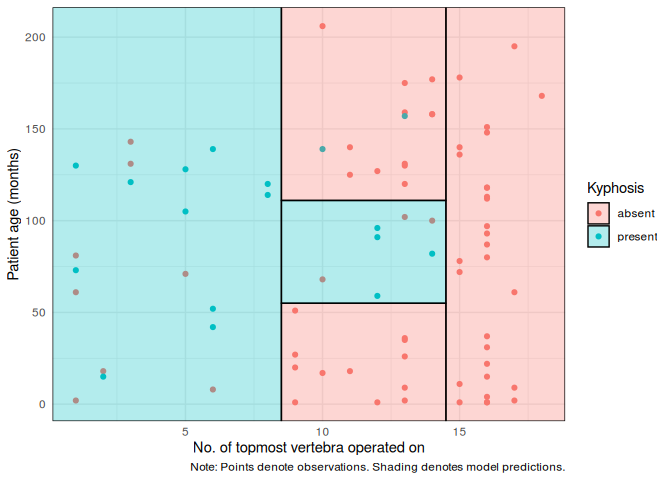 200
150
100
50
0
Patient age (months)
5 10 15
No. of topmost vertebra operated on
Note: Points denote observations. Shading denotes model predictions.
Kyphosis
absent
present